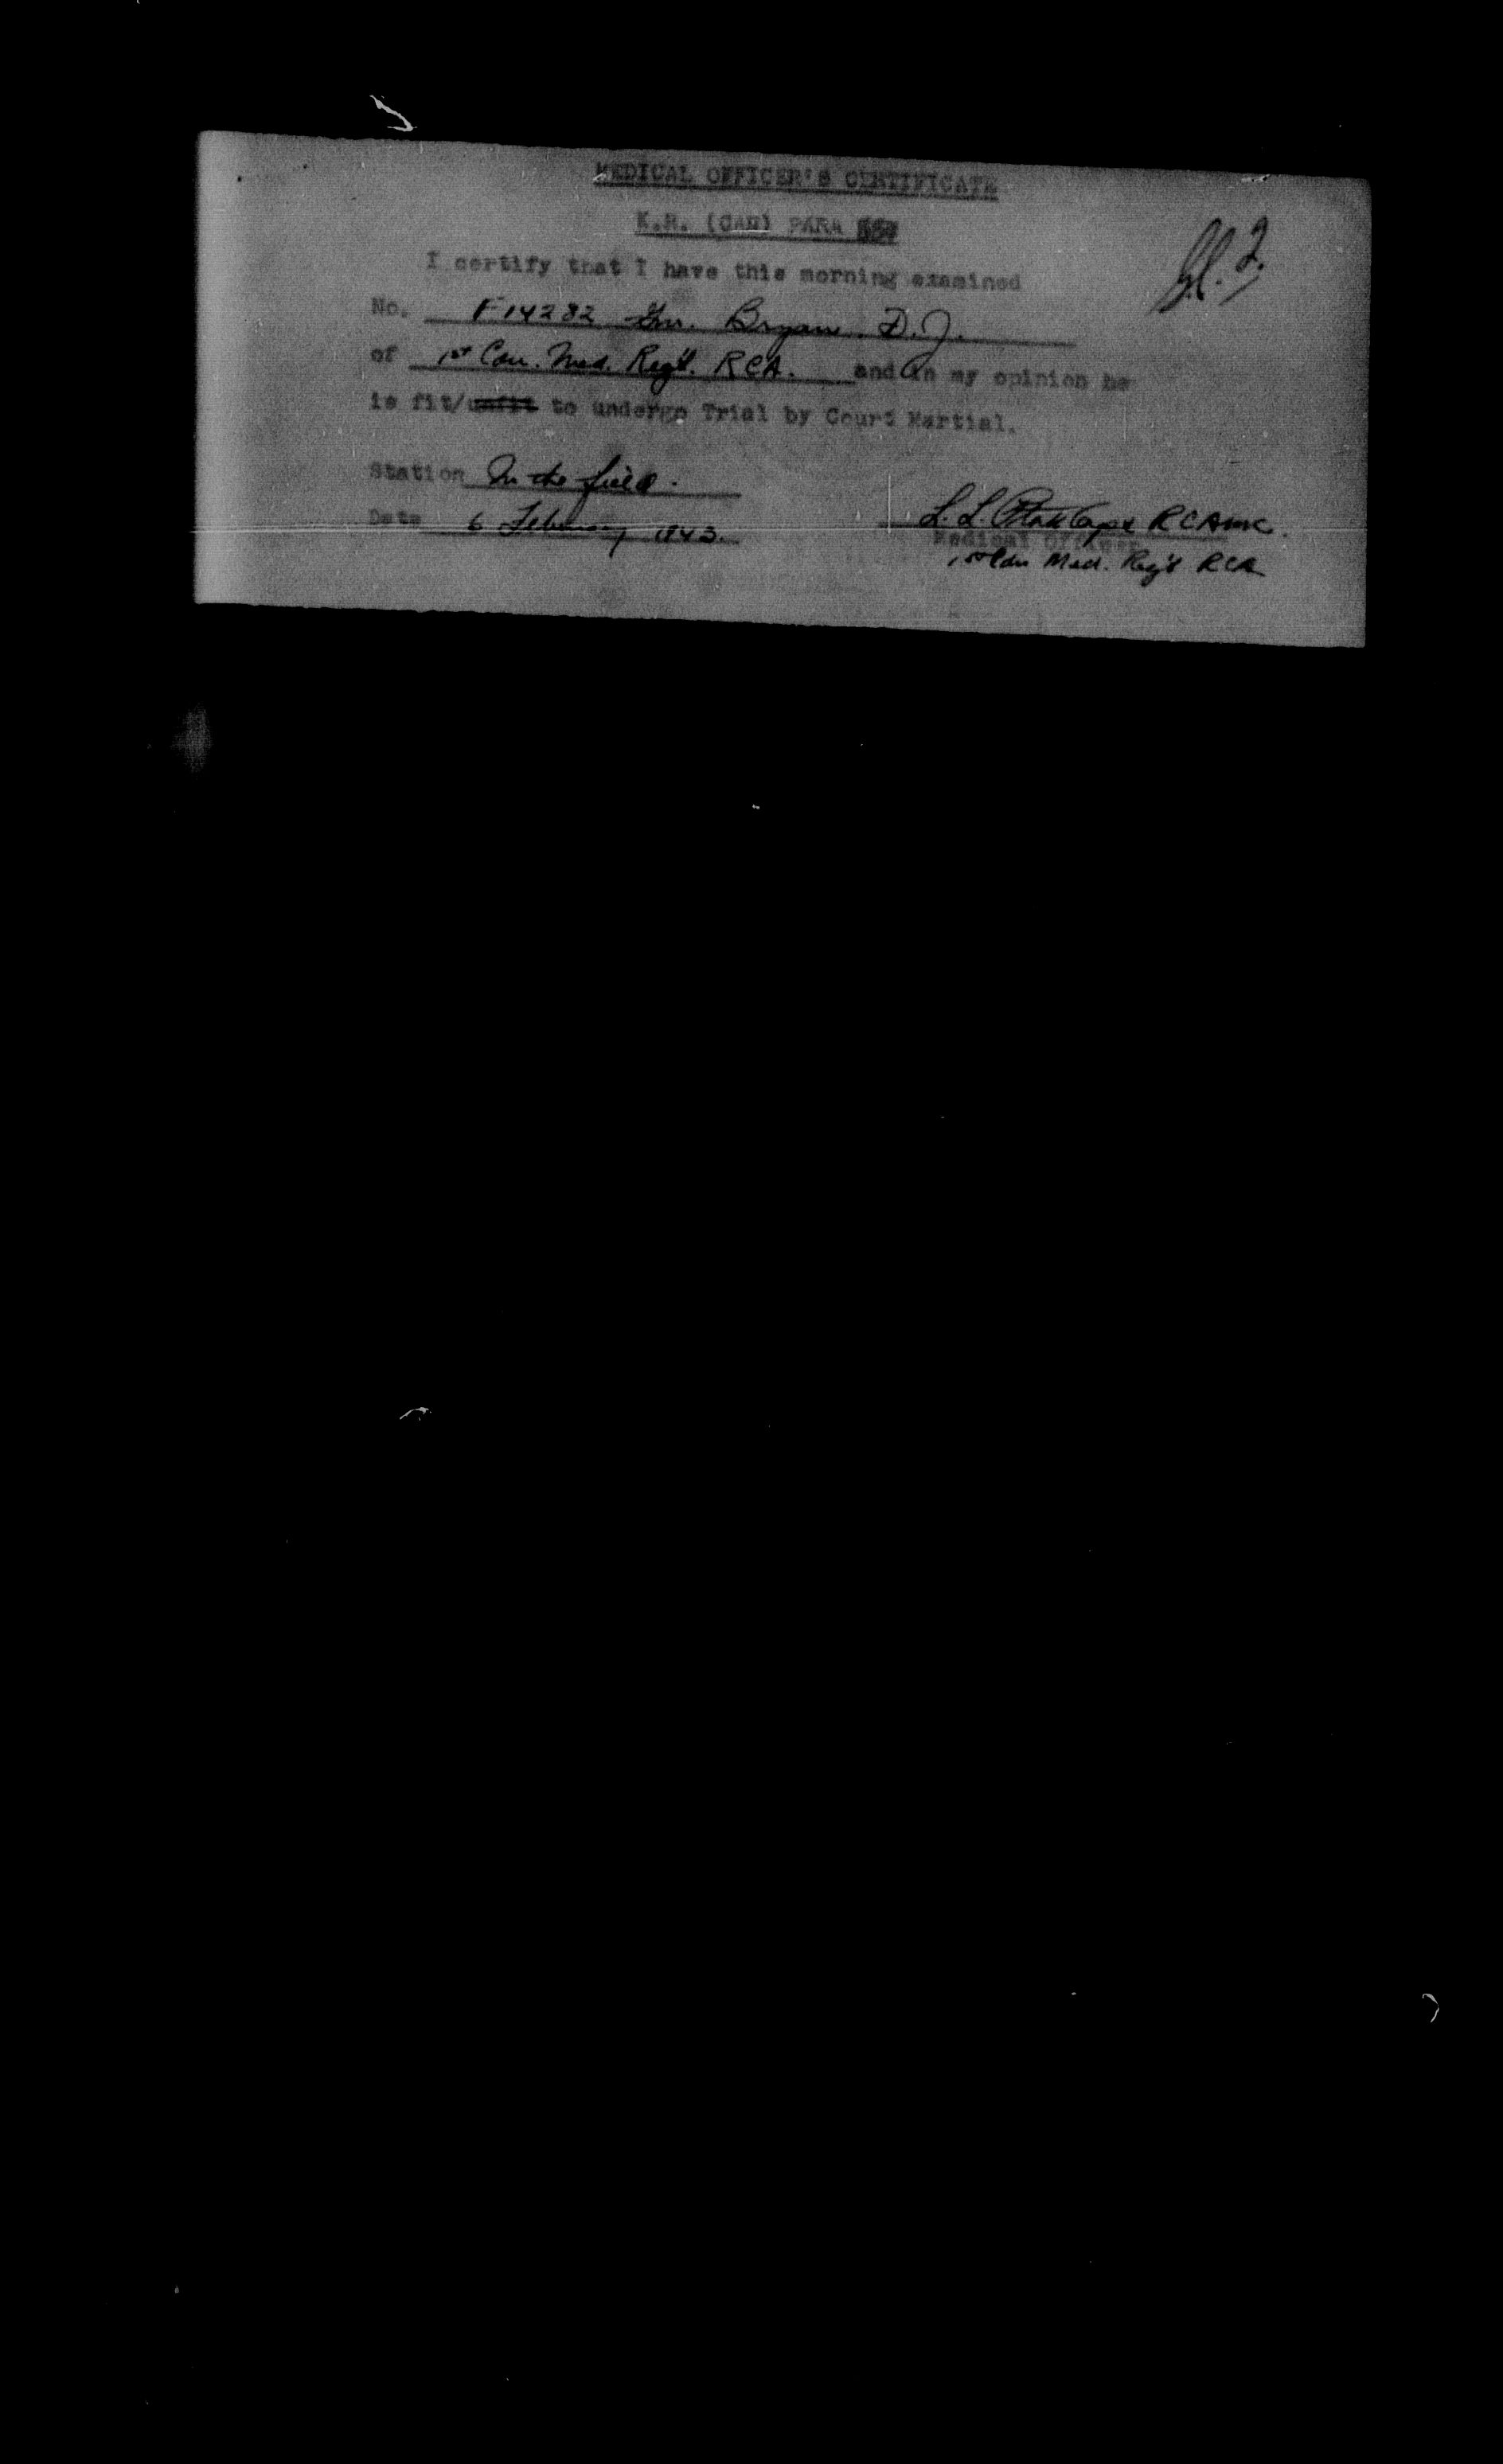 MEDICAL OFFICER'S CERTIFICATE
K.R. (CAN) PARA
I certify that I have this morning examined
No. F14282 Gnr. Bryan D.J.
of 1st Can. Med. Reg't. RCA. and in my opinion he
is fit/unfit to undergo Trial by Court Martial.
Station In the field.
Date 6 February 1943.
L. L. Capt RCAMC.
Medical Officer
1st Cdn Med. Reg't RCA